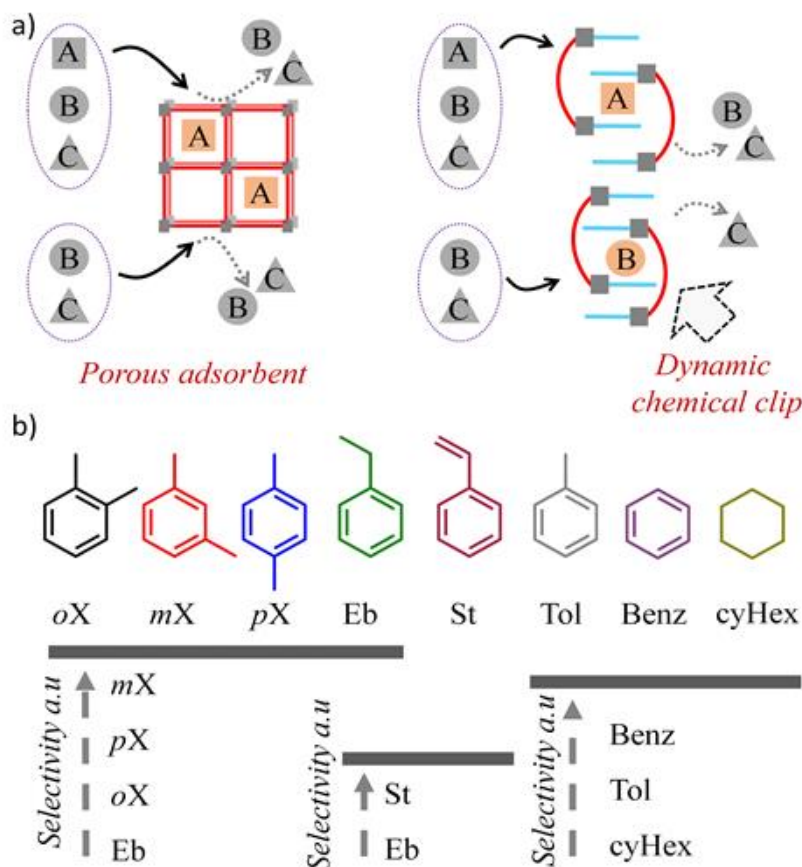 a)
A
B
C
B
C
A
A
B
C
B
C
Porous adsorbent
A
B
C
A
B
C
B
C
B
C
Dynamic
chemical clip
b)
oX mX pX Eb St Tol Benz cyHex
Selectivity a.u
mX
pX
oX
Eb
Selectivity a.u
St
Eb
Selectivity a.u
Benz
Tol
cyHex